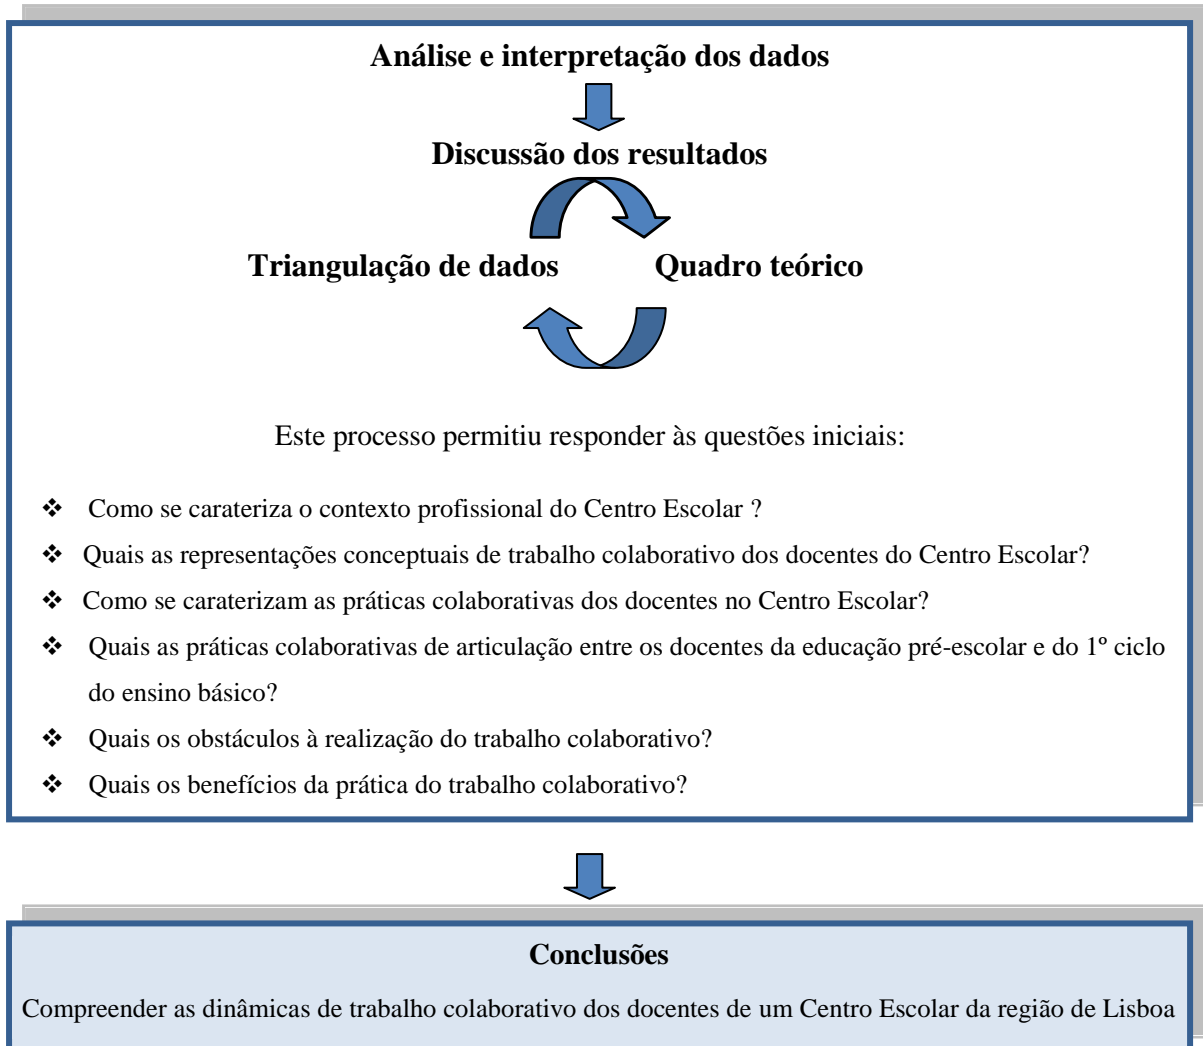 Análise e interpretação dos dados
Discussão dos resultados
Triangulação de dados Quadro teórico
Este processo permitiu responder às questões iniciais:
❖ Como se carateriza o contexto profissional do Centro Escolar ?
❖ Quais as representações conceptuais de trabalho colaborativo dos docentes do Centro Escolar?
❖ Como se caraterizam as práticas colaborativas dos docentes no Centro Escolar?
❖ Quais as práticas colaborativas de articulação entre os docentes da educação pré-escolar e do 1º ciclo
do ensino básico?
❖ Quais os obstáculos à realização do trabalho colaborativo?
❖ Quais os benefícios da prática do trabalho colaborativo?
Conclusões
Compreender as dinâmicas de trabalho colaborativo dos docentes de um Centro Escolar da região de Lisboa